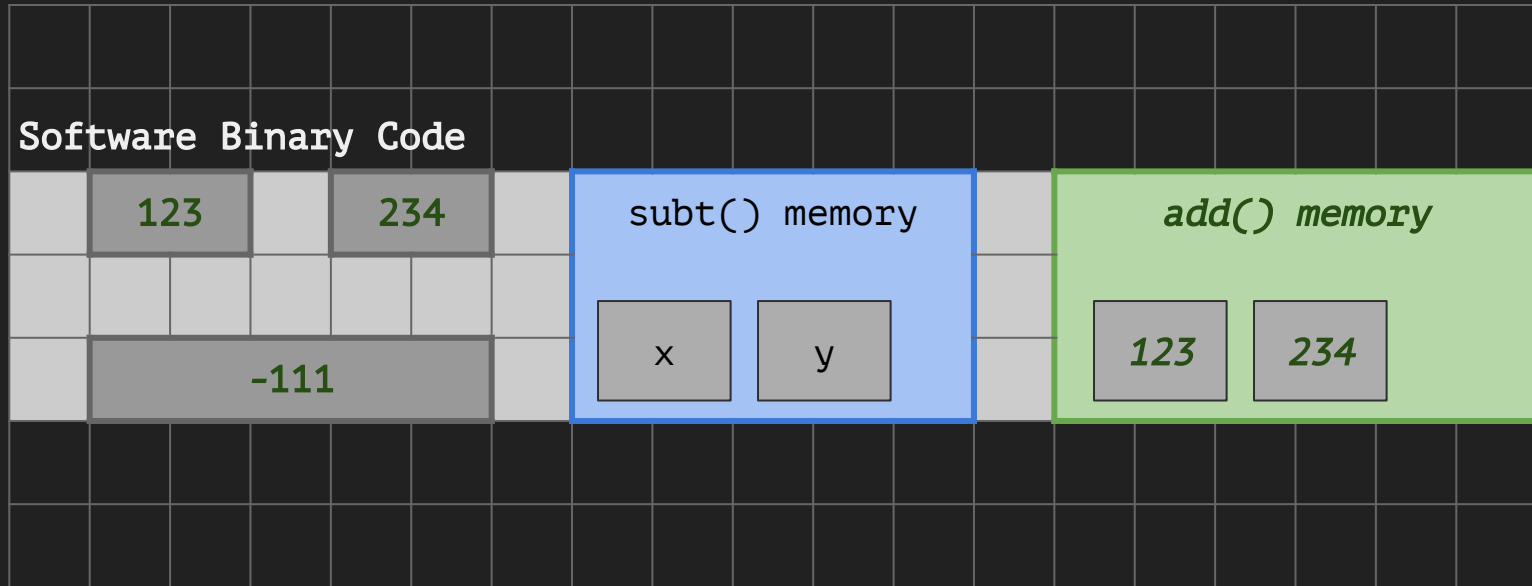 Software Binary Code
123
234
subt() memory
add() memory
x
y
123
234
-111